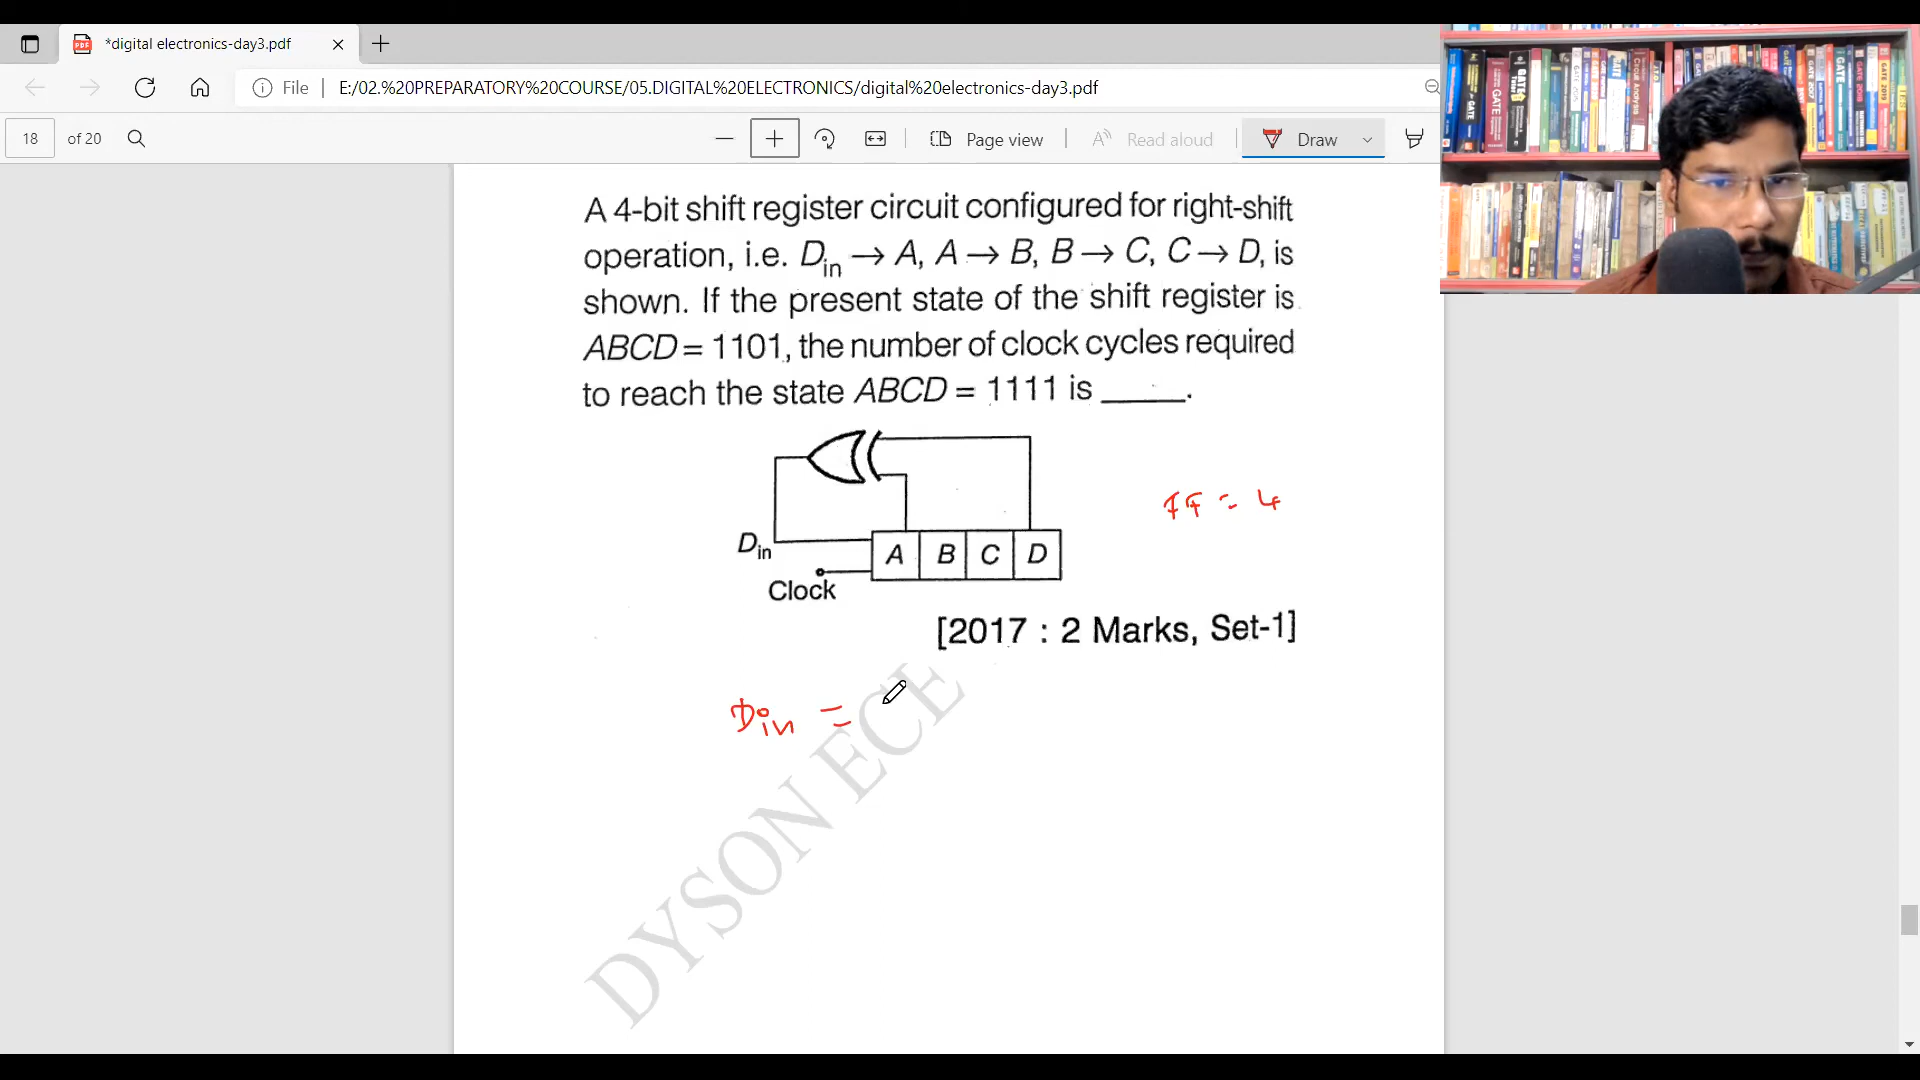 *digital electronics-day3.pdf
File
E:/02.%20PREPARATORY%20COURSE/05.DIGITAL%20ELECTRONICS/digital%20electronics-day3.pdf
18 of 20
Page view
Read aloud
Draw
A 4-bit shift register circuit configured for right-shift
operation, i.e. Din → A, A → B, B → C, C → D, is
shown. If the present state of the shift register is
ABCD = 1101, the number of clock cycles required
to reach the state ABCD = 1111 is _____.
FF = 4
Din
A B C D
Clock
[2017 : 2 Marks, Set-1]
Din =
DYSON ECE